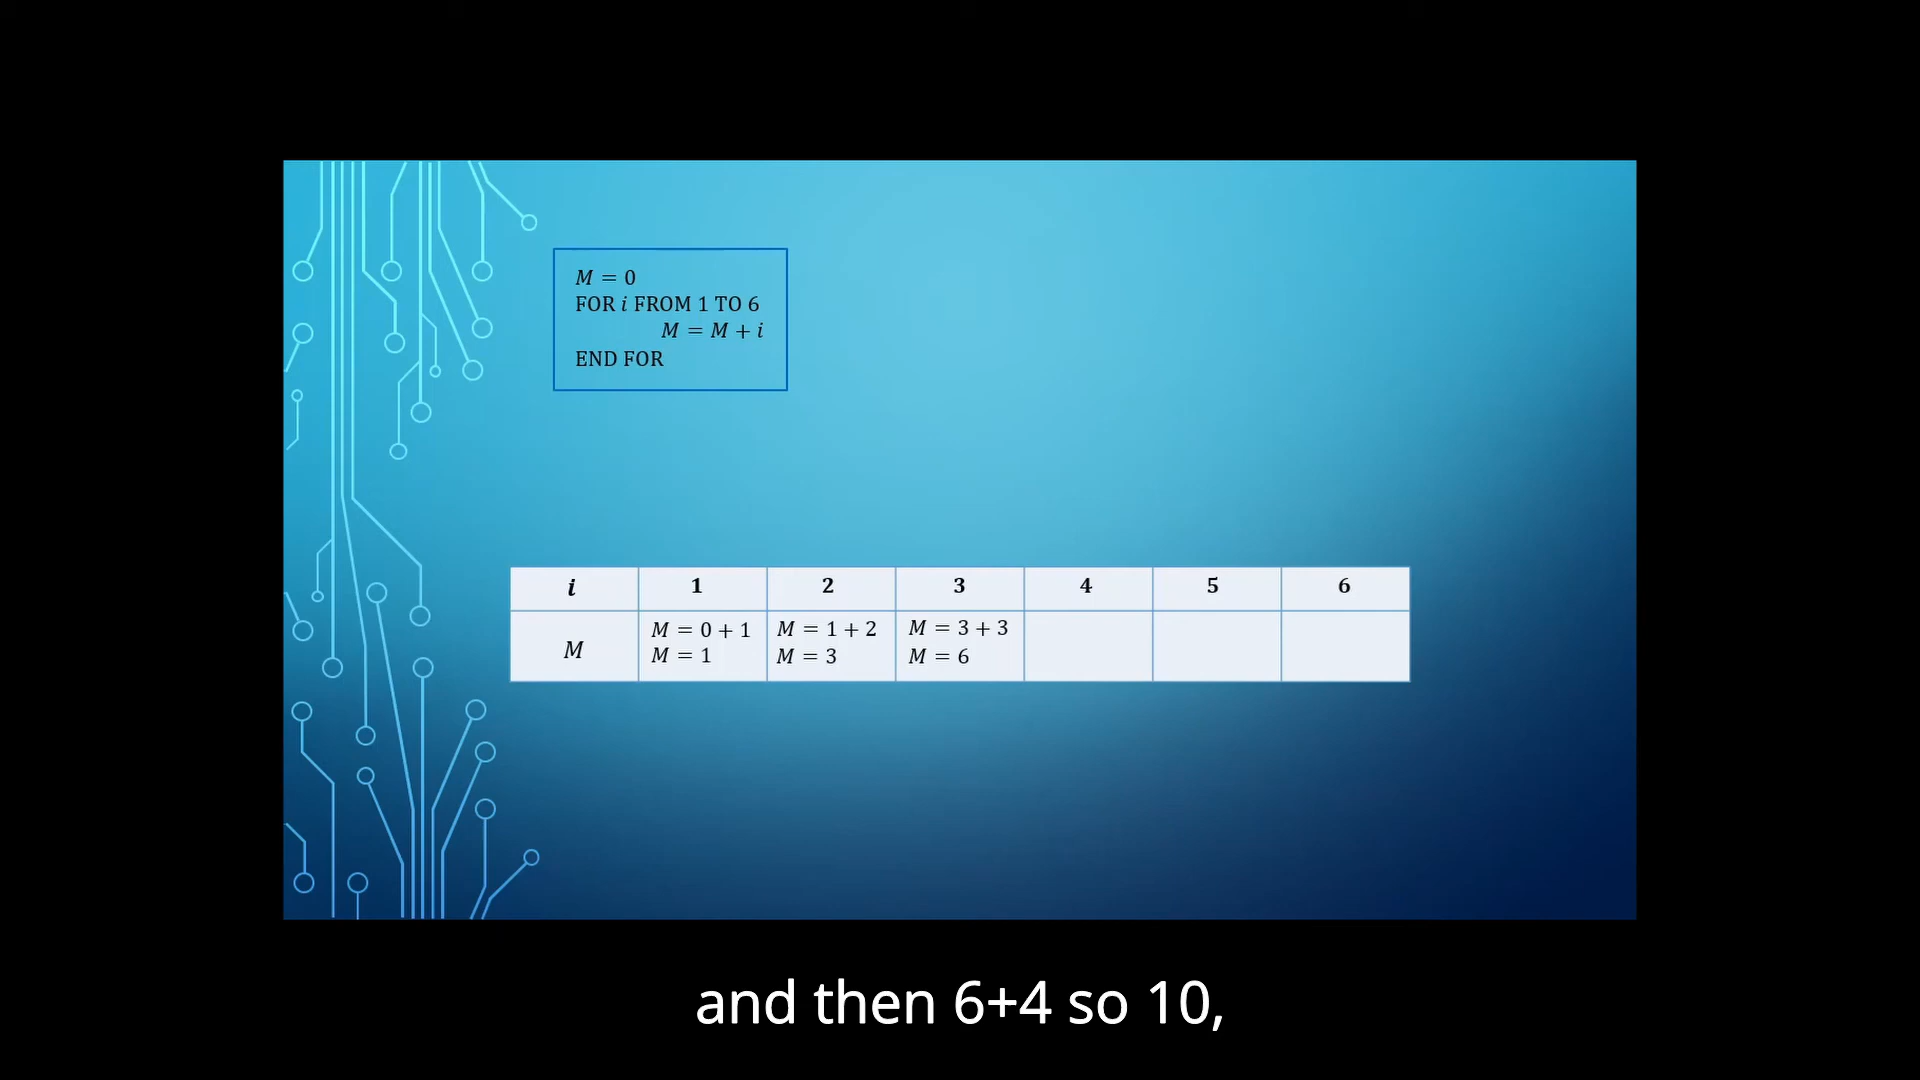 M = 0
FOR i FROM 1 TO 6
M = M + i
END FOR
i 1 2 3 4 5 6
M
M = 0 + 1
M = 1
M = 1 + 2
M = 3
M = 3 + 3
M = 6
and then 6+4 so 10,